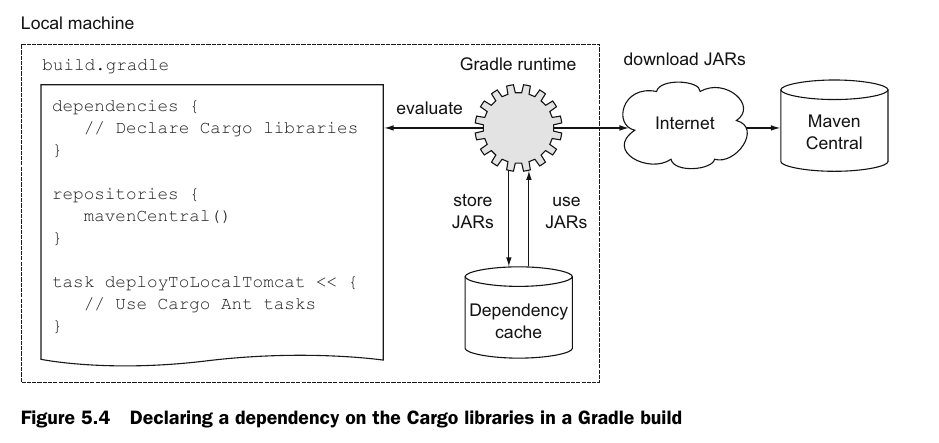 Local machine
build.gradle
dependencies {
// Declare Cargo libraries
}
repositories {
mavenCentral()
}
task deployToLocalTomcat << {
// Use Cargo Ant tasks
}
evaluate
Gradle runtime
download JARs
Internet
Maven
Central
store
JARs
use
JARs
Dependency
cache
Figure 5.4 Declaring a dependency on the Cargo libraries in a Gradle build